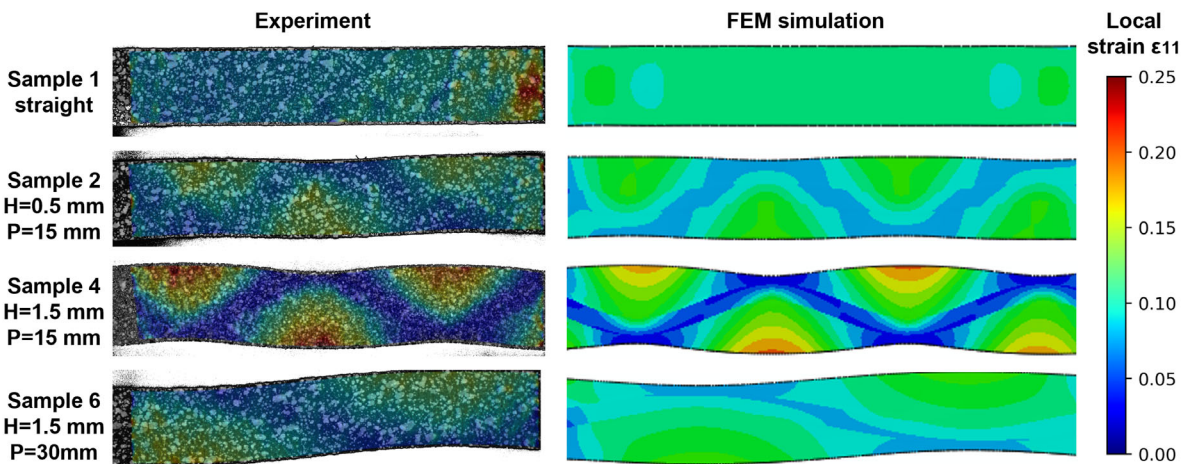 Experiment
FEM simulation
Local
strain ε11
Sample 1
straight
Sample 2
H=0.5 mm
P=15 mm
Sample 4
H=1.5 mm
P=15 mm
Sample 6
H=1.5 mm
P=30mm
0.25
0.20
0.15
0.10
0.05
0.00